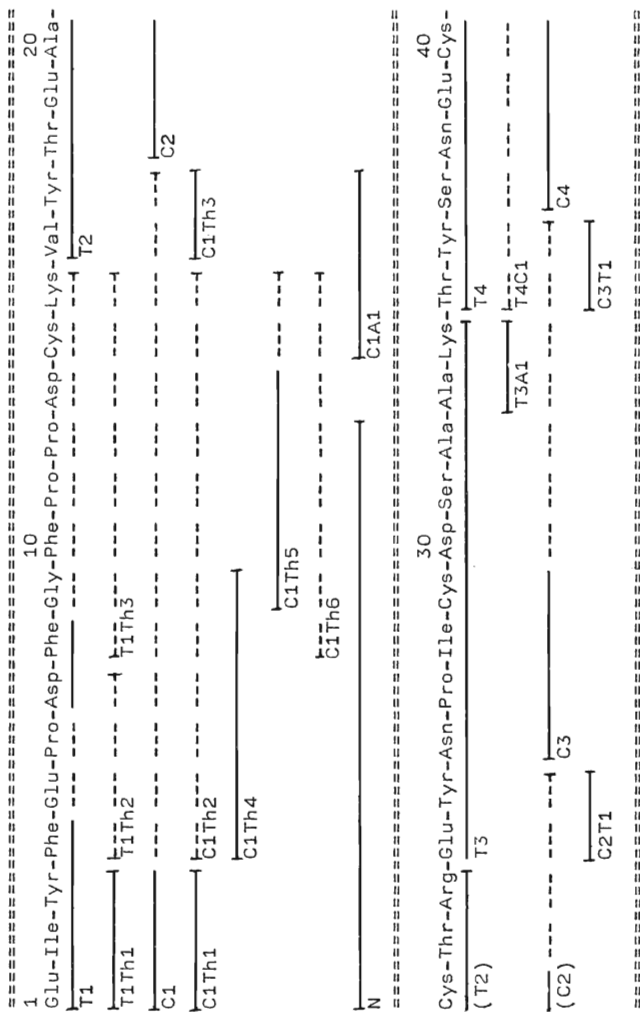 1 10 20
Glu-Ile-Tyr-Phe-Glu-Pro-Asp-Phe-Gly-Phe-Pro-Pro-Asp-Cys-Lys-Val-Tyr-Thr-Glu-Ala-
T1 T2
T1Th1 T1Th2 T1Th3
C1 C2
C1Th1 C1Th2 C1Th3
C1Th4
C1Th5
C1Th6
N C1A1
30 40
Cys-Thr-Arg-Glu-Tyr-Asn-Pro-Ile-Cys-Asp-Ser-Ala-Ala-Lys-Thr-Tyr-Ser-Asn-Glu-Cys-
(T2) T3 T4
T3A1 T4C1
(C2) C3 C4
C2T1 C3T1